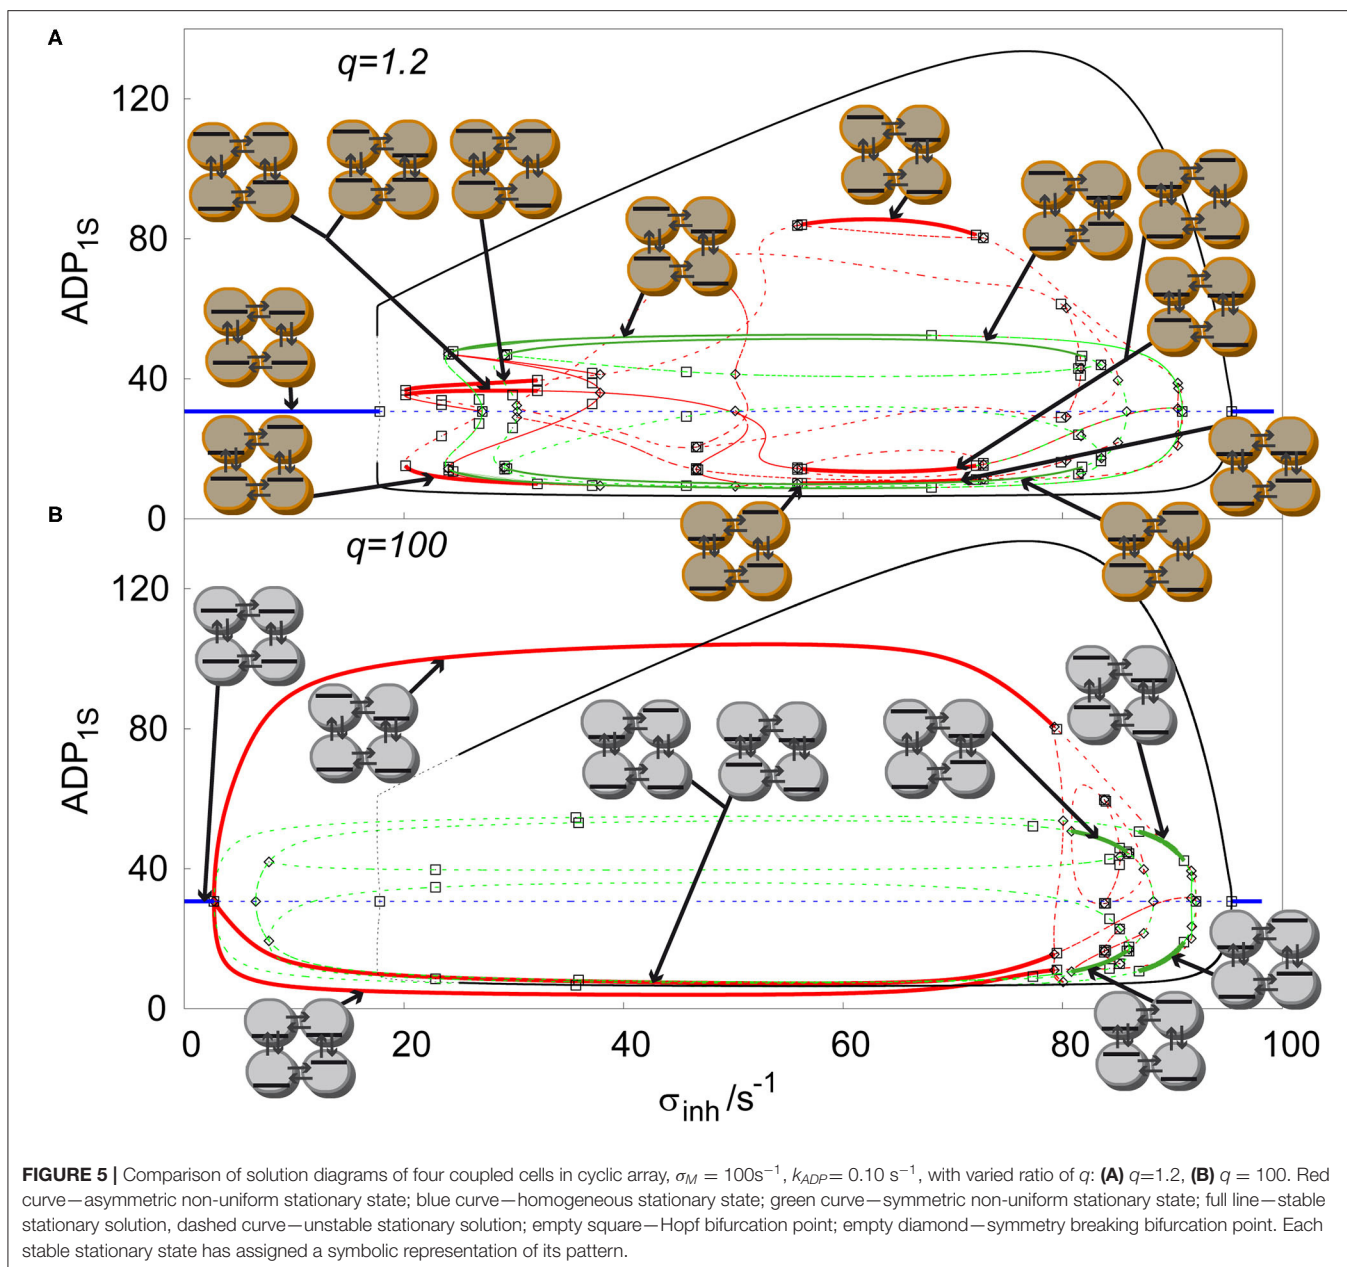 A
q=1.2
120
80
40
0
ADP1S
B
q=100
120
80
40
0
ADP1S
0 20 40 60 80 100
σinh /s-1
FIGURE 5 | Comparison of solution diagrams of four coupled cells in cyclic array, σM = 100s−1, kADP= 0.10 s−1, with varied ratio of q: (A) q=1.2, (B) q = 100. Red
curve—asymmetric non-uniform stationary state; blue curve—homogeneous stationary state; green curve—symmetric non-uniform stationary state; full line—stable
stationary solution, dashed curve—unstable stationary solution; empty square—Hopf bifurcation point; empty diamond—symmetry breaking bifurcation point. Each
stable stationary state has assigned a symbolic representation of its pattern.